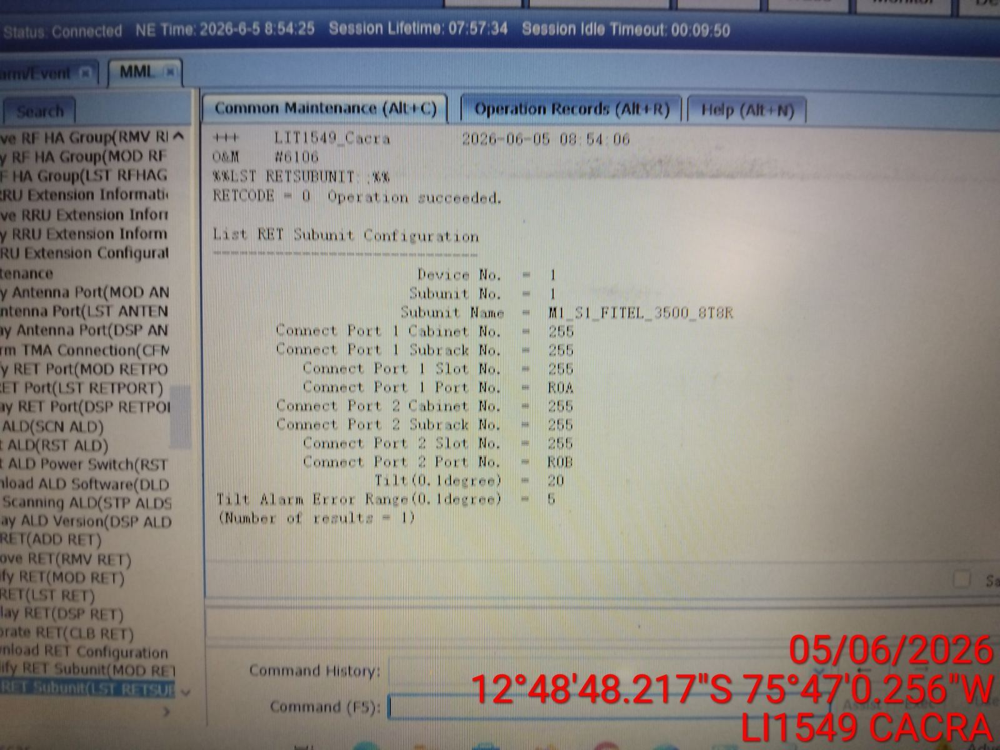 Status: Connected NE Time: 2026-6-5 8:54:25 Session Lifetime: 07:57:34 Session Idle Timeout: 00:09:50
arm/Event MML
Search
Common Maintenance (Alt+C) Operation Records (Alt+R) Help (Alt+N)
ve RF HA Group(RMV RI
y RF HA Group(MOD RF
F HA Group(LST RFHAG
RRU Extension Informati
ve RRU Extension Inforr
y RRU Extension Inform
RU Extension Configurat
tenance
y Antenna Port(MOD AN
ntenna Port(LST ANTEN
ay Antenna Port(DSP AN
rm TMA Connection(CFM
y RET Port(MOD RETPO
ET Port(LST RETPORT)
ay RET Port(DSP RETPOI
ALD(SCN ALD)
t ALD(RST ALD)
t ALD Power Switch(RST
nload ALD Software(DLD
Scanning ALD(STP ALDS
ay ALD Version(DSP ALD
RET(ADD RET)
ove RET(RMV RET)
ify RET(MOD RET)
RET(LST RET)
lay RET(DSP RET)
brate RET(CLB RET)
wnload RET Configuration
ify RET Subunit(MOD RET
RET Subunit(LST RETSUE
+++ LIT1549_Cacra 2026-06-05 08:54:06
O&M #6106
%%LST RETSUBUNIT: ;%%
RETCODE = 0 Operation succeeded.
List RET Subunit Configuration
------------------------------
Device No. = 1
Subunit No. = 1
Subunit Name = M1_S1_FITEL_3500_8T8R
Connect Port 1 Cabinet No. = 255
Connect Port 1 Subrack No. = 255
Connect Port 1 Slot No. = 255
Connect Port 1 Port No. = R0A
Connect Port 2 Cabinet No. = 255
Connect Port 2 Subrack No. = 255
Connect Port 2 Slot No. = 255
Connect Port 2 Port No. = R0B
Tilt(0.1degree) = 20
Tilt Alarm Error Range(0.1degree) = 5
(Number of results = 1)
Sa
Command History:
Command (F5):
Assist
05/06/2026
12°48'48.217"S 75°47'0.256"W
LI1549 CACRA